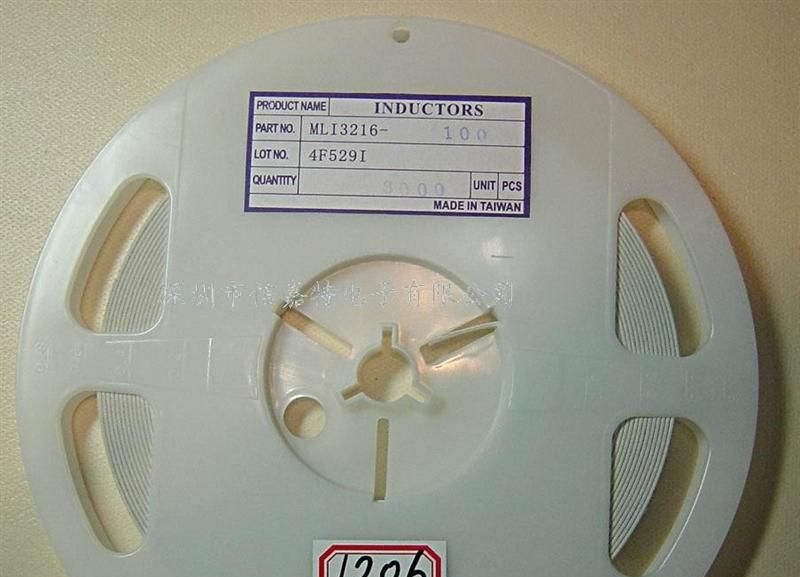 PRODUCT NAME INDUCTORS
PART NO. MLI3216- 100
LOT NO. 4F529I
QUANTITY 3000 UNIT PCS
MADE IN TAIWAN
深圳市恒嘉特电子有限公司
1206